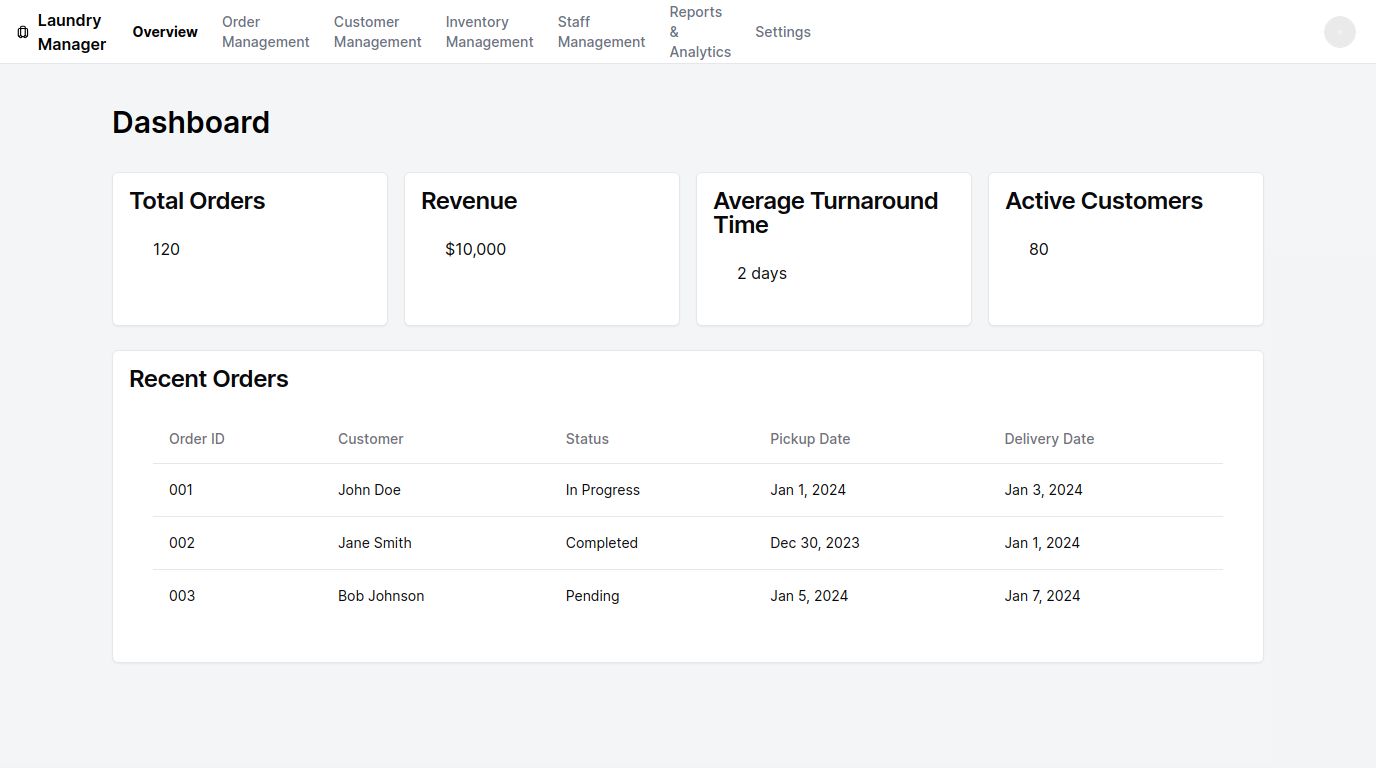 Laundry
Manager
Overview
Order
Management
Customer
Management
Inventory
Management
Staff
Management
Reports
&
Analytics
Settings
Dashboard
Total Orders
120
Revenue
$10,000
Average Turnaround
Time
2 days
Active Customers
80
Recent Orders
Order ID Customer Status Pickup Date Delivery Date
001 John Doe In Progress Jan 1, 2024 Jan 3, 2024
002 Jane Smith Completed Dec 30, 2023 Jan 1, 2024
003 Bob Johnson Pending Jan 5, 2024 Jan 7, 2024